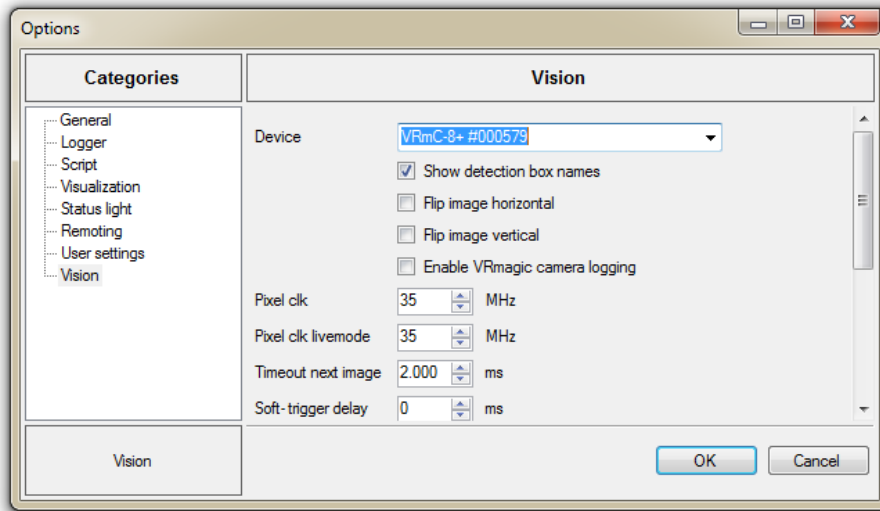 Options
Categories
General
Logger
Script
Visualization
Status light
Remoting
User settings
Vision
Vision
Vision
Device VRmC-8+ #000579
Show detection box names
Flip image horizontal
Flip image vertical
Enable VRmagic camera logging
Pixel clk 35 MHz
Pixel clk livemode 35 MHz
Timeout next image 2.000 ms
Soft-trigger delay 0 ms
OK Cancel